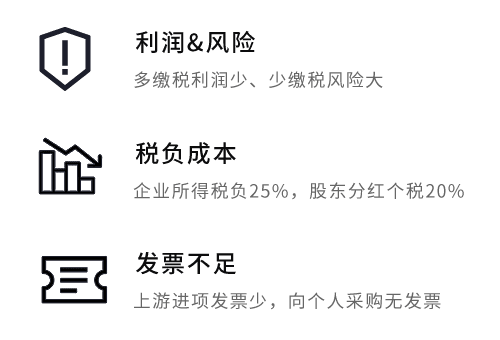 利润&风险
多缴税利润少、少缴税风险大
税负成本
企业所得税负25%，股东分红个税20%
发票不足
上游进项发票少，向个人采购无发票